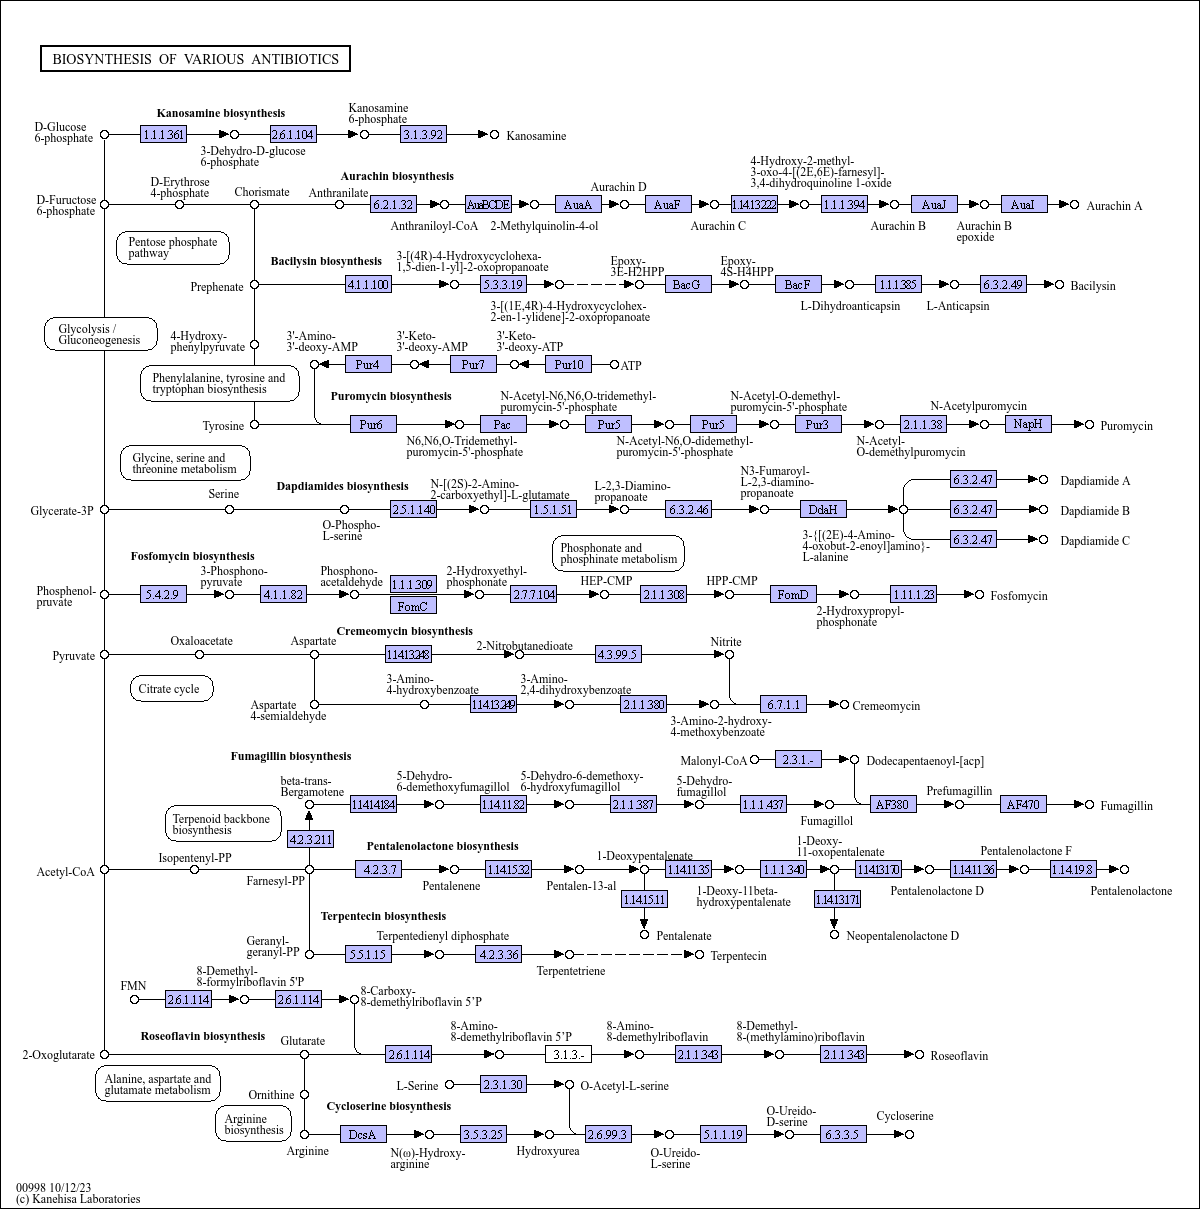 BIOSYNTHESIS OF VARIOUS ANTIBIOTICS
Kanosamine biosynthesis
D-Glucose
6-phosphate
1.1.1.361
3-Dehydro-D-glucose
6-phosphate
2.6.1.104
Kanosamine
6-phosphate
3.1.3.92
Kanosamine
D-Fuructose
6-phosphate
D-Erythrose
4-phosphate
Chorismate
Aurachin biosynthesis
Anthranilate
6.2.1.32
Anthraniloyl-CoA
AuaBCDE
2-Methylquinolin-4-ol
AuaA
Aurachin D
AuaF
Aurachin C
4-Hydroxy-2-methyl-
3-oxo-4-[(2E,6E)-farnesyl]-
3,4-dihydroquinoline 1-oxide
1.14.13.222
1.1.1.394
Aurachin B
AuaJ
Aurachin B
epoxide
AuaI
Aurachin A
Pentose phosphate
pathway
Bacilysin biosynthesis
Prephenate
4.1.1.100
3-[(4R)-4-Hydroxycyclohexa-
1,5-dien-1-yl]-2-oxopropanoate
5.3.3.19
3-[(1E,4R)-4-Hydroxycyclohex-
2-en-1-ylidene]-2-oxopropanoate
Epoxy-
3E-H2HPP
BacG
Epoxy-
4S-H4HPP
BacF
L-Dihydroanticapsin
1.1.1.385
L-Anticapsin
6.3.2.49
Bacilysin
Glycolysis /
Gluconeogenesis
4-Hydroxy-
phenylpyruvate
3'-Amino-
3'-deoxy-AMP
Pur4
3'-Keto-
3'-deoxy-AMP
Pur7
3'-Keto-
3'-deoxy-ATP
Pur10
ATP
Phenylalanine, tyrosine and
tryptophan biosynthesis
Puromycin biosynthesis
Tyrosine
Pur6
N6,N6,O-Tridemethyl-
puromycin-5'-phosphate
Pac
N-Acetyl-N6,N6,O-tridemethyl-
puromycin-5'-phosphate
Pur5
N-Acetyl-N6,O-didemethyl-
puromycin-5'-phosphate
Pur5
N-Acetyl-O-demethyl-
puromycin-5'-phosphate
Pur3
N-Acetyl-
O-demethylpuromycin
2.1.1.38
N-Acetylpuromycin
NapH
Puromycin
Glycine, serine and
threonine metabolism
Dapdiamides biosynthesis
Glycerate-3P
Serine
O-Phospho-
L-serine
2.5.1.140
N-[(2S)-2-Amino-
2-carboxyethyl]-L-glutamate
1.5.1.51
L-2,3-Diamino-
propanoate
6.3.2.46
N3-Fumaroyl-
L-2,3-diamino-
propanoate
DdaH
3-{[(2E)-4-Amino-
4-oxobut-2-enoyl]amino}-
L-alanine
6.3.2.47
Dapdiamide A
6.3.2.47
Dapdiamide B
6.3.2.47
Dapdiamide C
Phosphonate and
phosphinate metabolism
Fosfomycin biosynthesis
Phosphenol-
pruvate
5.4.2.9
3-Phosphono-
pyruvate
4.1.1.82
Phosphono-
acetaldehyde
1.1.1.309
FomC
2-Hydroxyethyl-
phosphonate
2.7.7.104
HEP-CMP
2.1.1.308
HPP-CMP
FomD
2-Hydroxypropyl-
phosphonate
1.11.1.23
Fosfomycin
Cremeomycin biosynthesis
Pyruvate
Oxaloacetate
Aspartate
1.14.13.248
2-Nitrobutanedioate
4.3.99.5
Nitrite
Citrate cycle
Aspartate
4-semialdehyde
3-Amino-
4-hydroxybenzoate
1.14.13.249
3-Amino-
2,4-dihydroxybenzoate
2.1.1.380
3-Amino-2-hydroxy-
4-methoxybenzoate
6.7.1.1
Cremeomycin
Fumagillin biosynthesis
Malonyl-CoA
2.3.1.-
Dodecapentaenoyl-[acp]
beta-trans-
Bergamotene
1.14.14.184
5-Dehydro-
6-demethoxyfumagillol
1.14.11.82
5-Dehydro-6-demethoxy-
6-hydroxyfumagillol
2.1.1.387
5-Dehydro-
fumagillol
1.1.1.437
Fumagillol
AF380
Prefumagillin
AF470
Fumagillin
Terpenoid backbone
biosynthesis
4.2.3.211
Acetyl-CoA
Isopentenyl-PP
Farnesyl-PP
Pentalenolactone biosynthesis
4.2.3.7
Pentalenene
1.14.15.32
Pentalen-13-al
1-Deoxypentalenate
1.14.11.35
1-Deoxy-11beta-
hydroxypentalenate
1.1.1.340
1-Deoxy-
11-oxopentalenate
1.14.13.170
Pentalenolactone D
1.14.11.36
Pentalenolactone F
1.14.19.8
Pentalenolactone
1.14.15.11
Pentalenate
1.14.13.171
Neopentalenolactone D
Terpentecin biosynthesis
Geranyl-
geranyl-PP
5.5.1.15
Terpentedienyl diphosphate
4.2.3.36
Terpentetriene
Terpentecin
FMN
2.6.1.114
8-Demethyl-
8-formylriboflavin 5'P
2.6.1.114
8-Carboxy-
8-demethylriboflavin 5’P
Roseoflavin biosynthesis
2-Oxoglutarate
Glutarate
2.6.1.114
8-Amino-
8-demethylriboflavin 5’P
3.1.3.-
8-Amino-
8-demethylriboflavin
2.1.1.343
8-Demethyl-
8-(methylamino)riboflavin
2.1.1.343
Roseoflavin
Alanine, aspartate and
glutamate metabolism
Ornithine
L-Serine
2.3.1.30
O-Acetyl-L-serine
Cycloserine biosynthesis
Arginine
biosynthesis
Arginine
DcsA
N(ω)-Hydroxy-
arginine
3.5.3.25
Hydroxyurea
2.6.99.3
O-Ureido-
L-serine
5.1.1.19
O-Ureido-
D-serine
6.3.3.5
Cycloserine
00998 10/12/23
(c) Kanehisa Laboratories